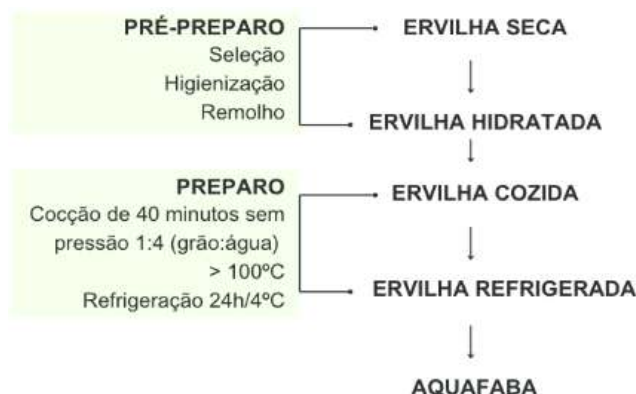 PRÉ-PREPARO
Seleção
Higienização
Remolho
ERVILHA SECA
ERVILHA HIDRATADA
PREPARO
Cocção de 40 minutos sem
pressão 1:4 (grão:água)
> 100ºC
Refrigeração 24h/4ºC
ERVILHA COZIDA
ERVILHA REFRIGERADA
AQUAFABA